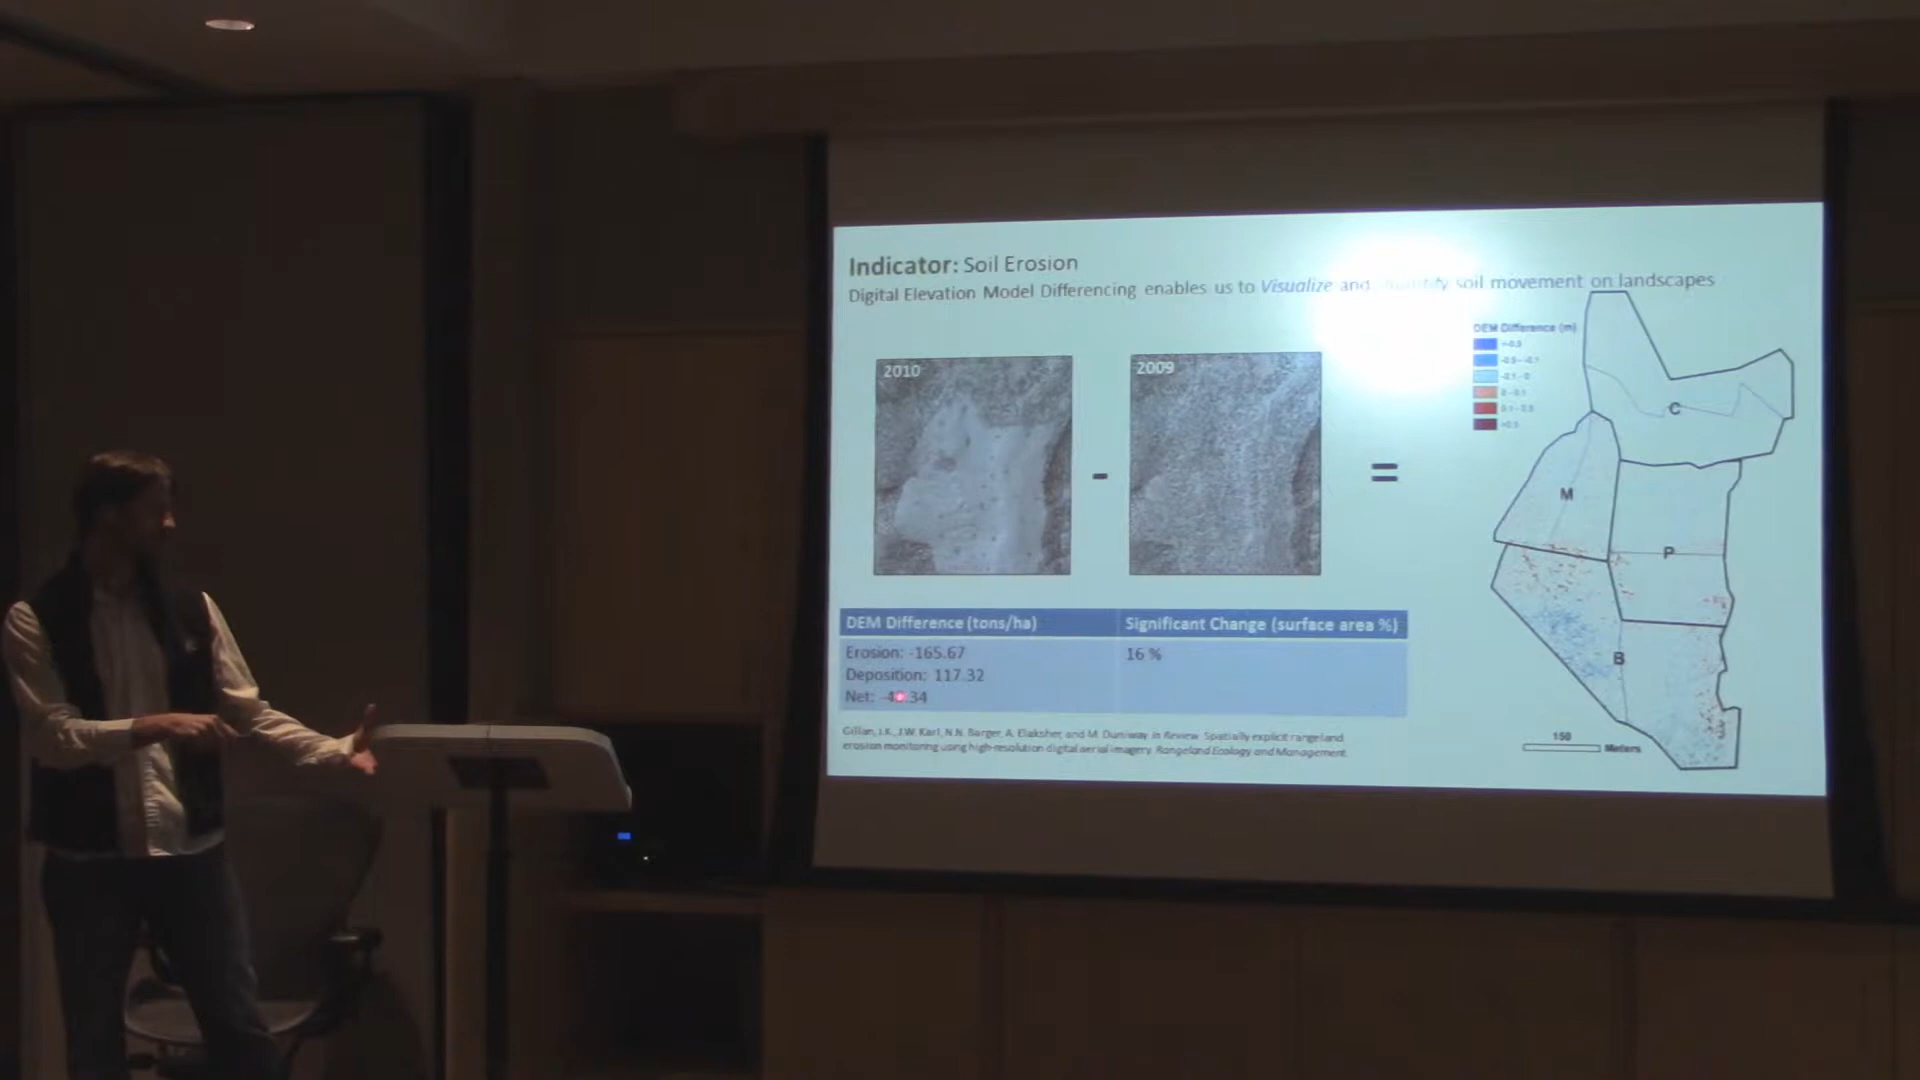 Indicator: Soil Erosion
Digital Elevation Model Differencing enables us to Visualize and soil movement on landscapes
2010
2009
-
=
DEM Difference (m)
C
M
P
B
150
Meters
DEM Difference (tons/ha)
Significant Change (surface area %)
Erosion: -165.67
16 %
Deposition: 117.32
Net:
Gillan, J.K., J.W. Karl, N.N. Barger, A. Elaksher, and M. Duniway. In Review. Spatially explicit rangeland
erosion monitoring using high-resolution digital aerial imagery. Rangeland Ecology and Management.